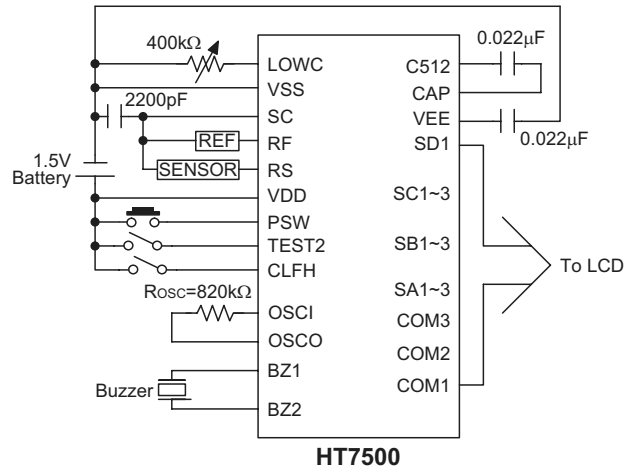 400kΩ
LOWC
VSS
2200pF
SC
REF
RF
SENSOR
RS
1.5V
Battery
VDD
PSW
TEST2
CLFH
Rosc=820kΩ
OSCI
OSCO
BZ1
Buzzer
BZ2
0.022μF
C512
CAP
VEE
0.022μF
SD1
SC1~3
SB1~3
To LCD
SA1~3
COM3
COM2
COM1
HT7500